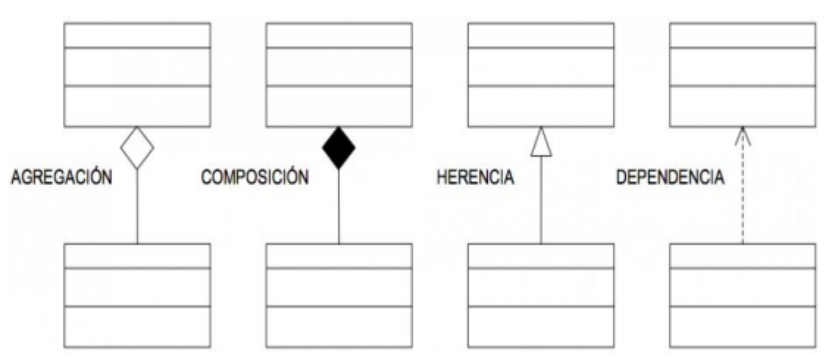 AGREGACIÓN
COMPOSICIÓN
HERENCIA
DEPENDENCIA